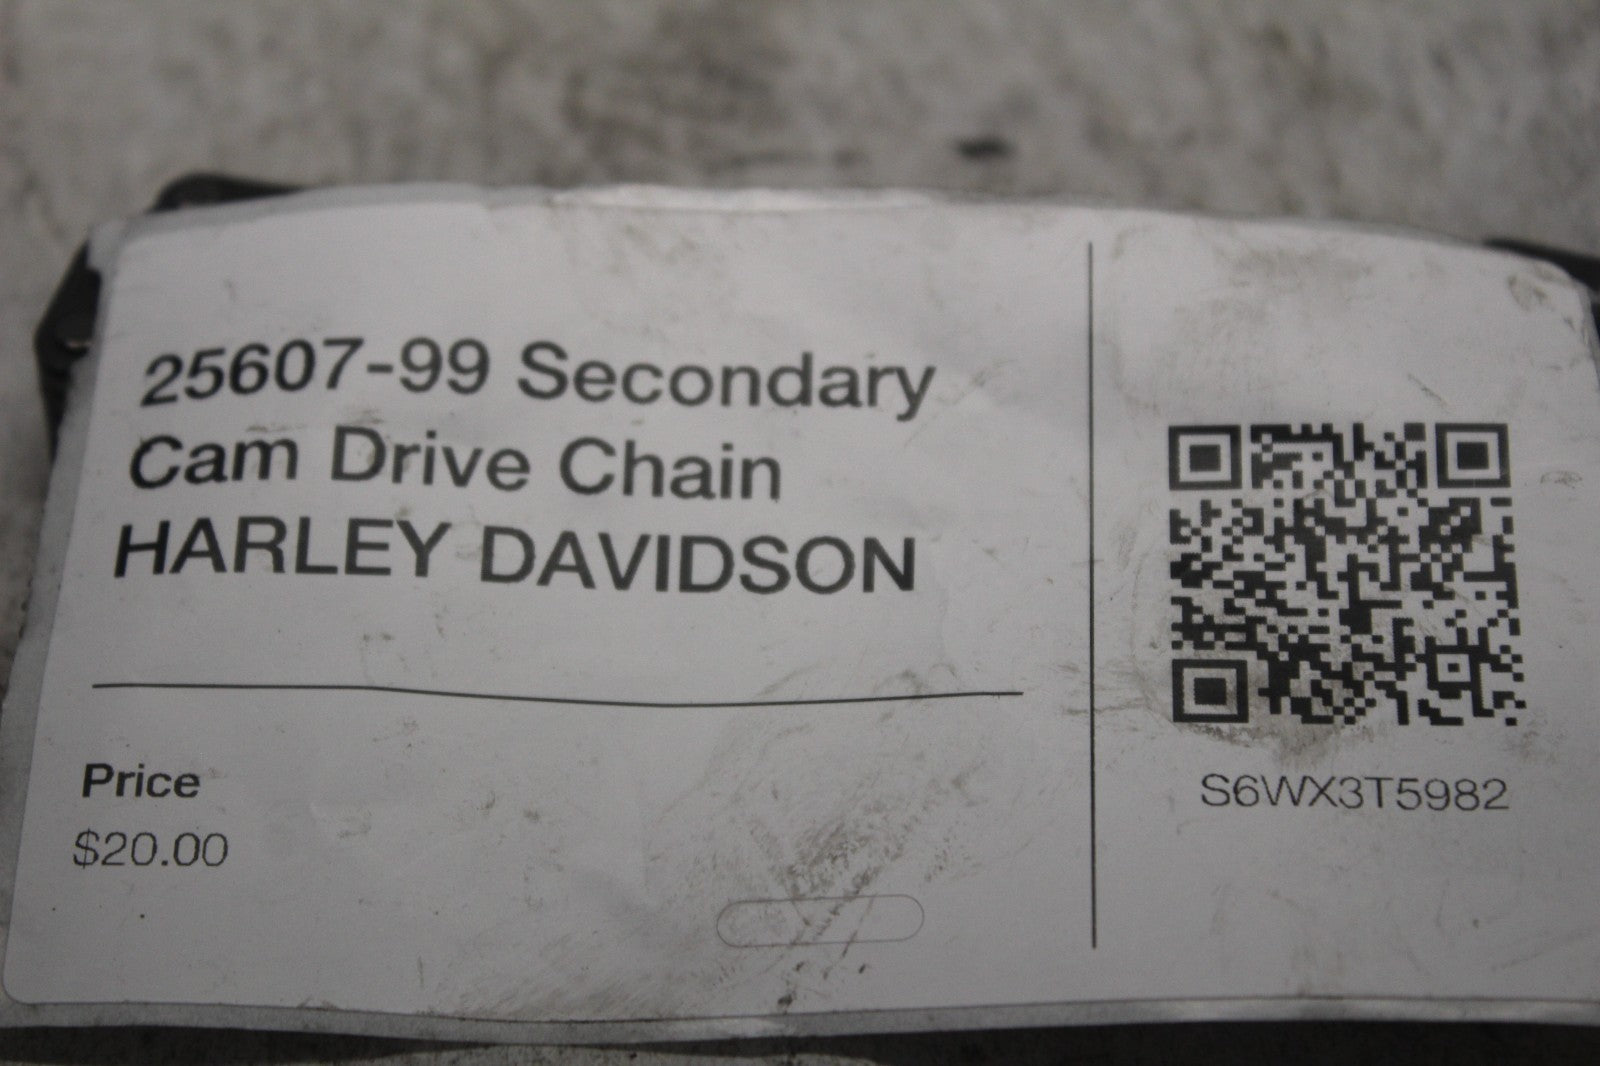 25607-99 Secondary
Cam Drive Chain
HARLEY DAVIDSON
Price
$20.00
S6WX3T5982